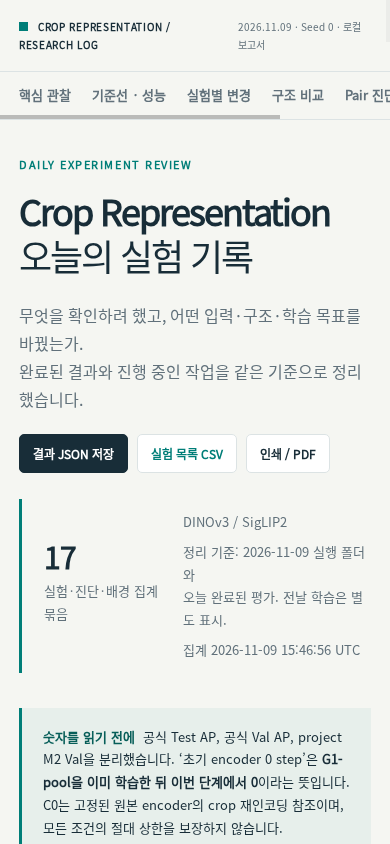 CROP REPRESENTATION /
RESEARCH LOG
2026.11.09 · Seed 0 · 로컬
보고서
핵심 관찰 기준선 · 성능 실험별 변경 구조 비교 Pair 진단
DAILY EXPERIMENT REVIEW
Crop Representation
오늘의 실험 기록
무엇을 확인하려 했고, 어떤 입력·구조·학습 목표를
바꿨는가.
완료된 결과와 진행 중인 작업을 같은 기준으로 정리
했습니다.
결과 JSON 저장 실험 목록 CSV 인쇄 / PDF
17
실험·진단·배경 집계
묶음
DINOv3 / SigLIP2
정리 기준: 2026-11-09 실행 폴더
와
오늘 완료된 평가. 전날 학습은 별
도 표시.
집계 2026-11-09 15:46:56 UTC
숫자를 읽기 전에 공식 Test AP, 공식 Val AP, project
M2 Val을 분리했습니다. ‘초기 encoder 0 step’은 G1-
pool을 이미 학습한 뒤 이번 단계에서 0이라는 뜻입니다.
C0는 고정된 원본 encoder의 crop 재인코딩 참조이며,
모든 조건의 절대 상한을 보장하지 않습니다.